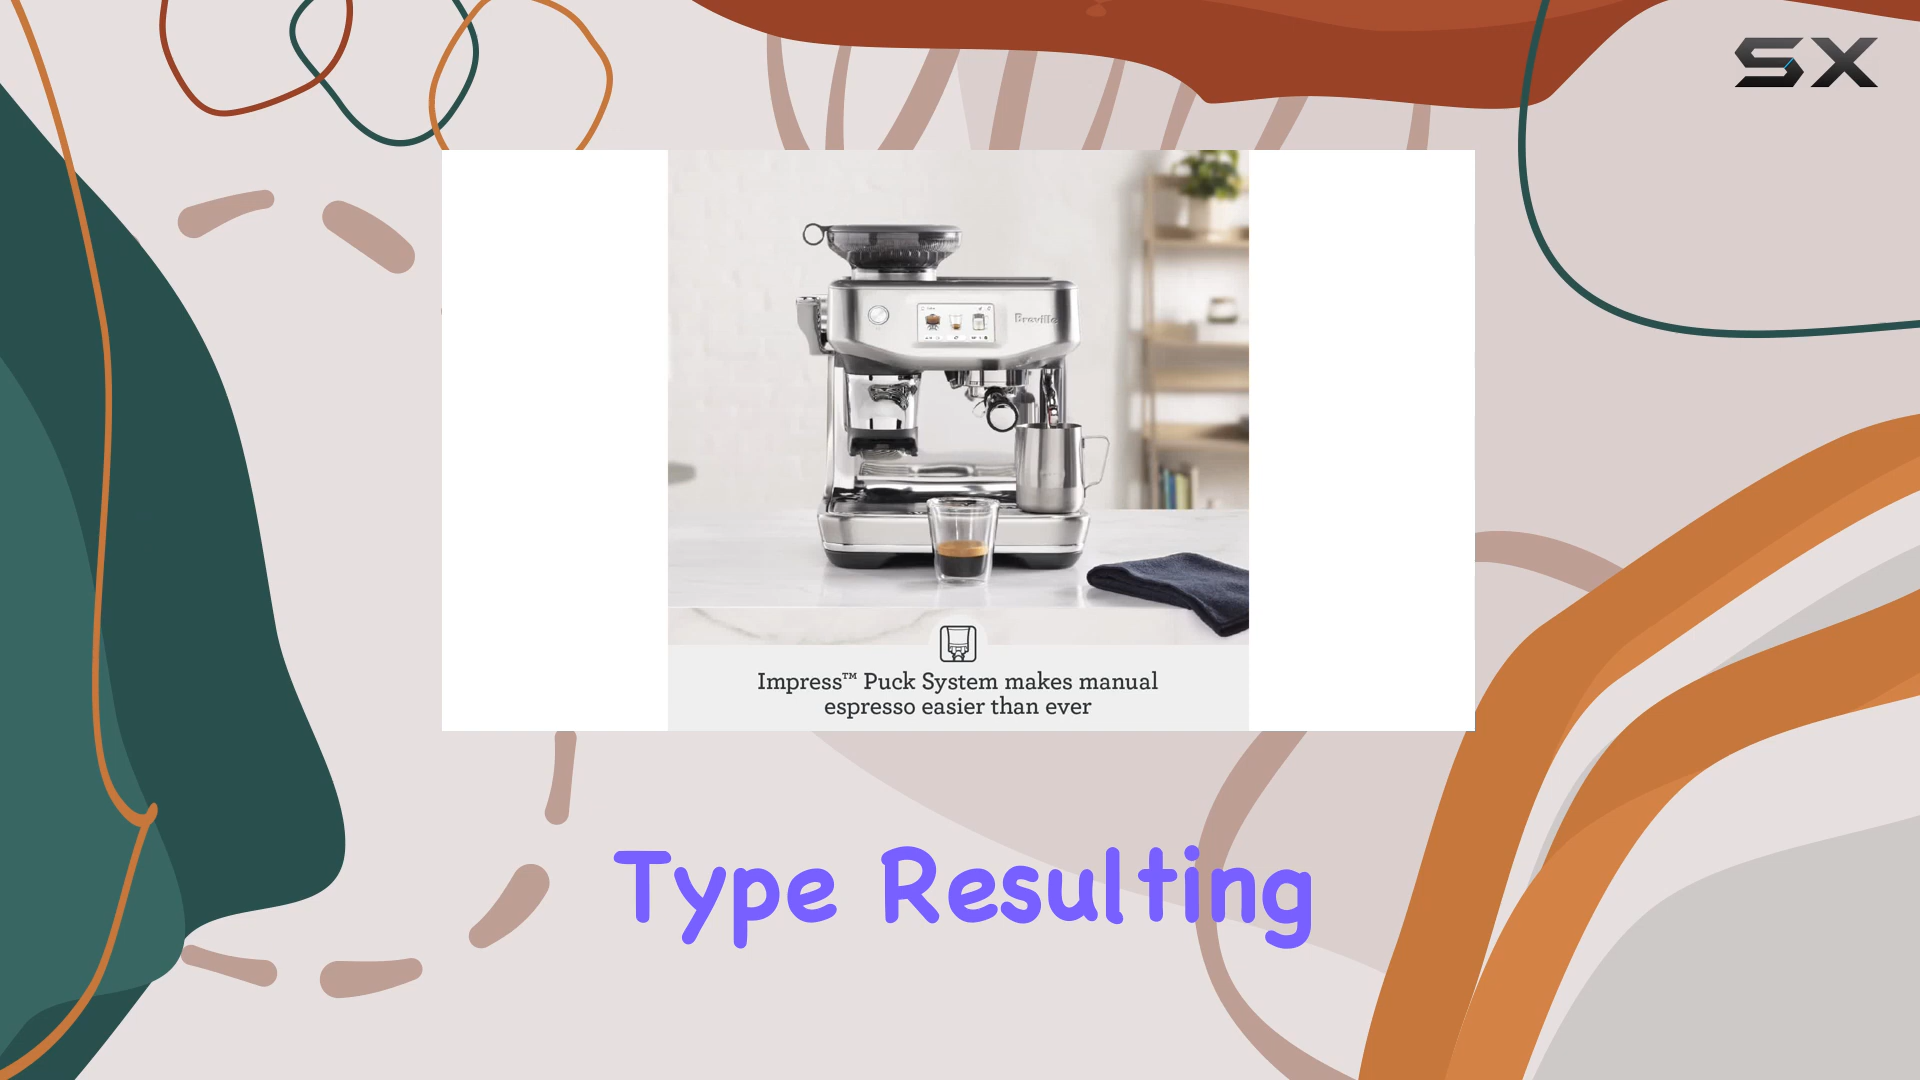 SX
Breville
Impress™ Puck System makes manual
espresso easier than ever
Type Resulting